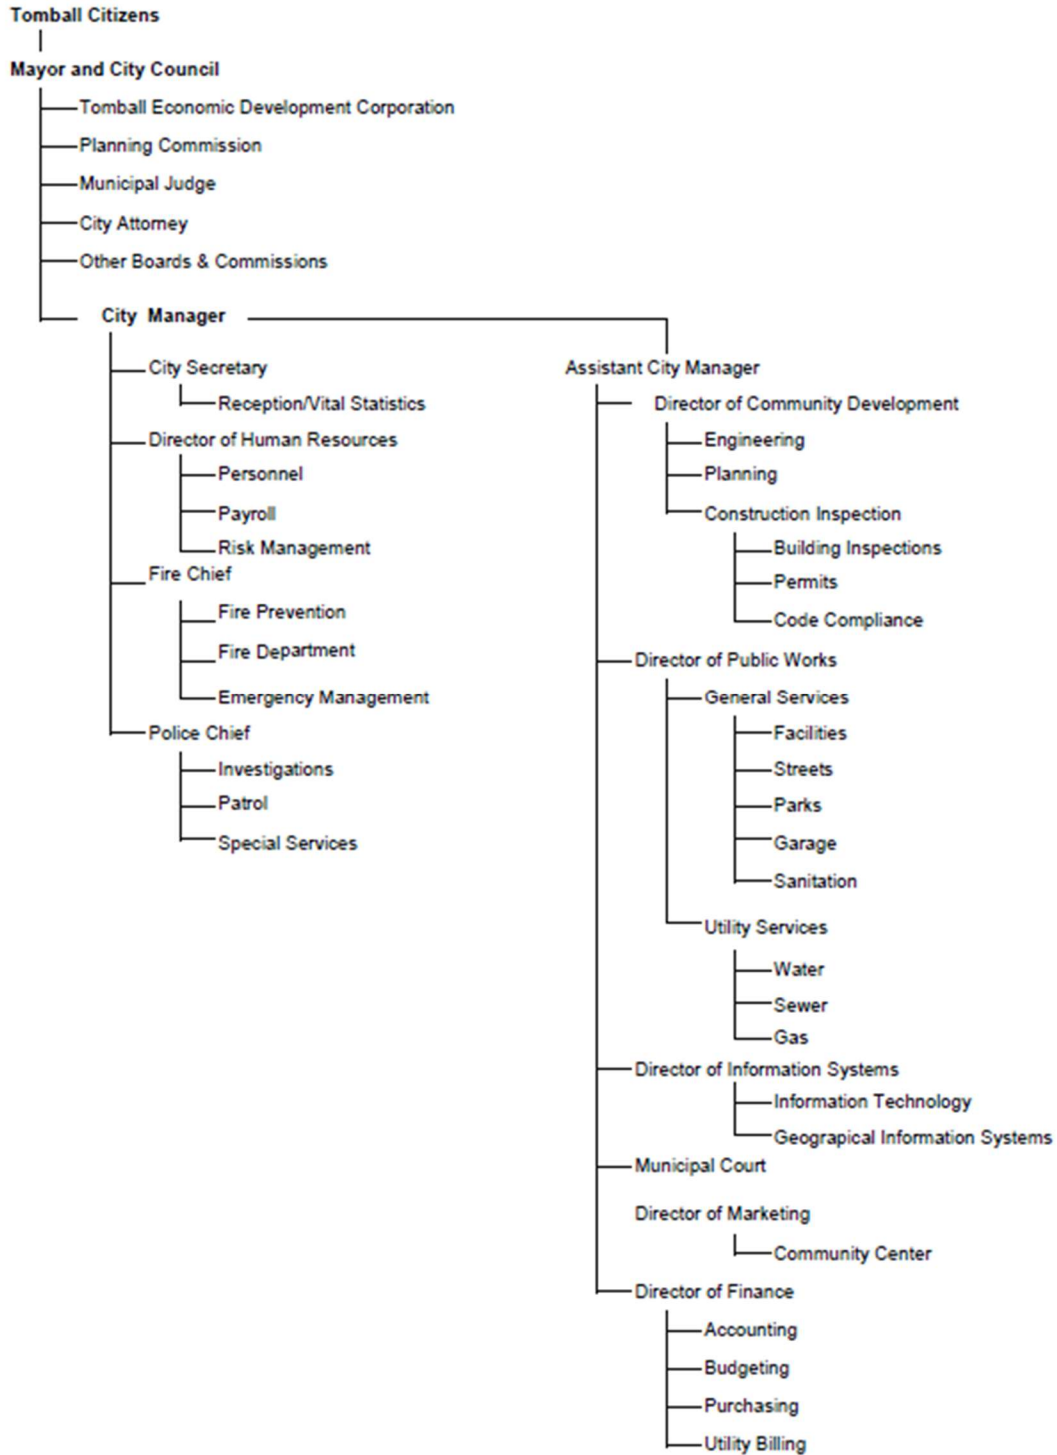 Tomball Citizens
Mayor and City Council
Tomball Economic Development Corporation
Planning Commission
Municipal Judge
City Attorney
Other Boards & Commissions
City Manager
City Secretary
Reception/Vital Statistics
Director of Human Resources
Personnel
Payroll
Risk Management
Fire Chief
Fire Prevention
Fire Department
Emergency Management
Police Chief
Investigations
Patrol
Special Services
Assistant City Manager
Director of Community Development
Engineering
Planning
Construction Inspection
Building Inspections
Permits
Code Compliance
Director of Public Works
General Services
Facilities
Streets
Parks
Garage
Sanitation
Utility Services
Water
Sewer
Gas
Director of Information Systems
Information Technology
Geograpical Information Systems
Municipal Court
Director of Marketing
Community Center
Director of Finance
Accounting
Budgeting
Purchasing
Utility Billing